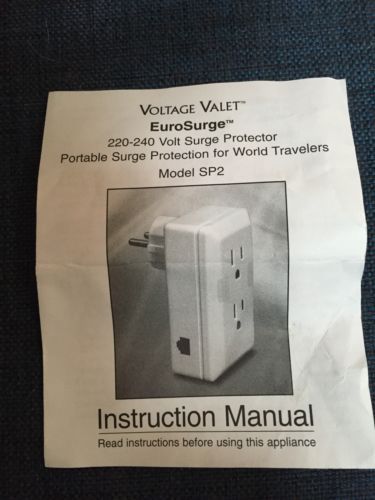 VOLTAGE VALET™
EuroSurge™
220-240 Volt Surge Protector
Portable Surge Protection for World Travelers
Model SP2
Instruction Manual
Read instructions before using this appliance